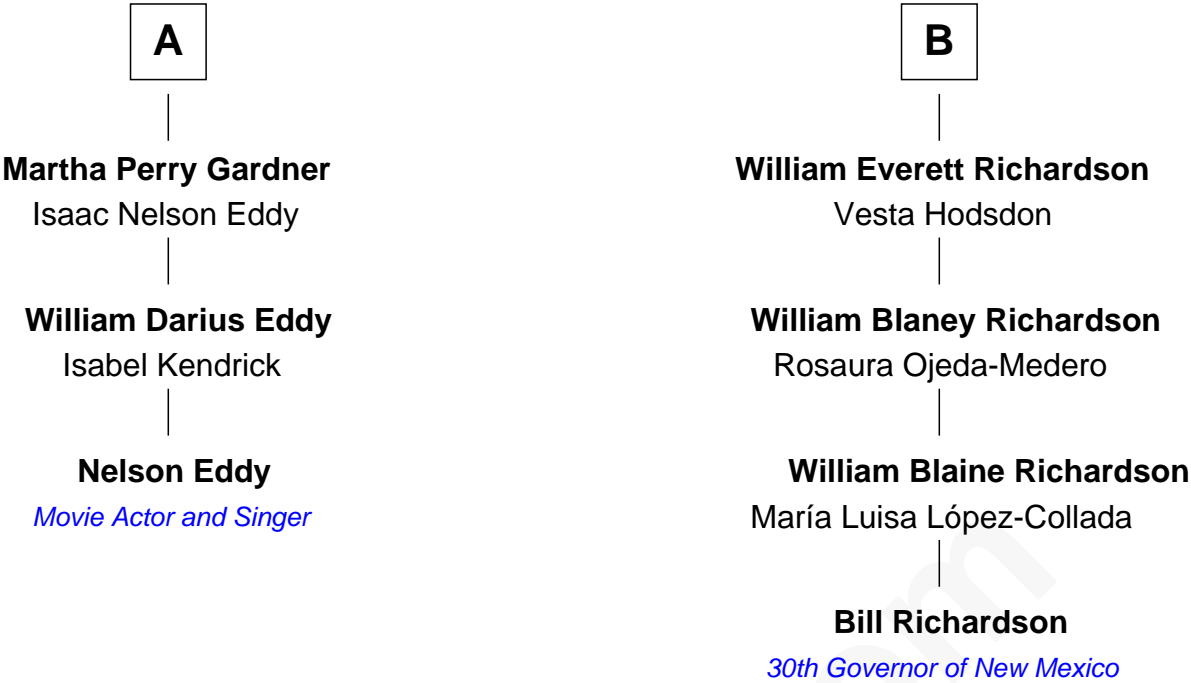 A
Martha Perry Gardner
Isaac Nelson Eddy
William Darius Eddy
Isabel Kendrick
Nelson Eddy
Movie Actor and Singer
B
William Everett Richardson
Vesta Hodsdon
William Blaney Richardson
Rosaura Ojeda-Medero
William Blaine Richardson
María Luisa López-Collada
Bill Richardson
30th Governor of New Mexico